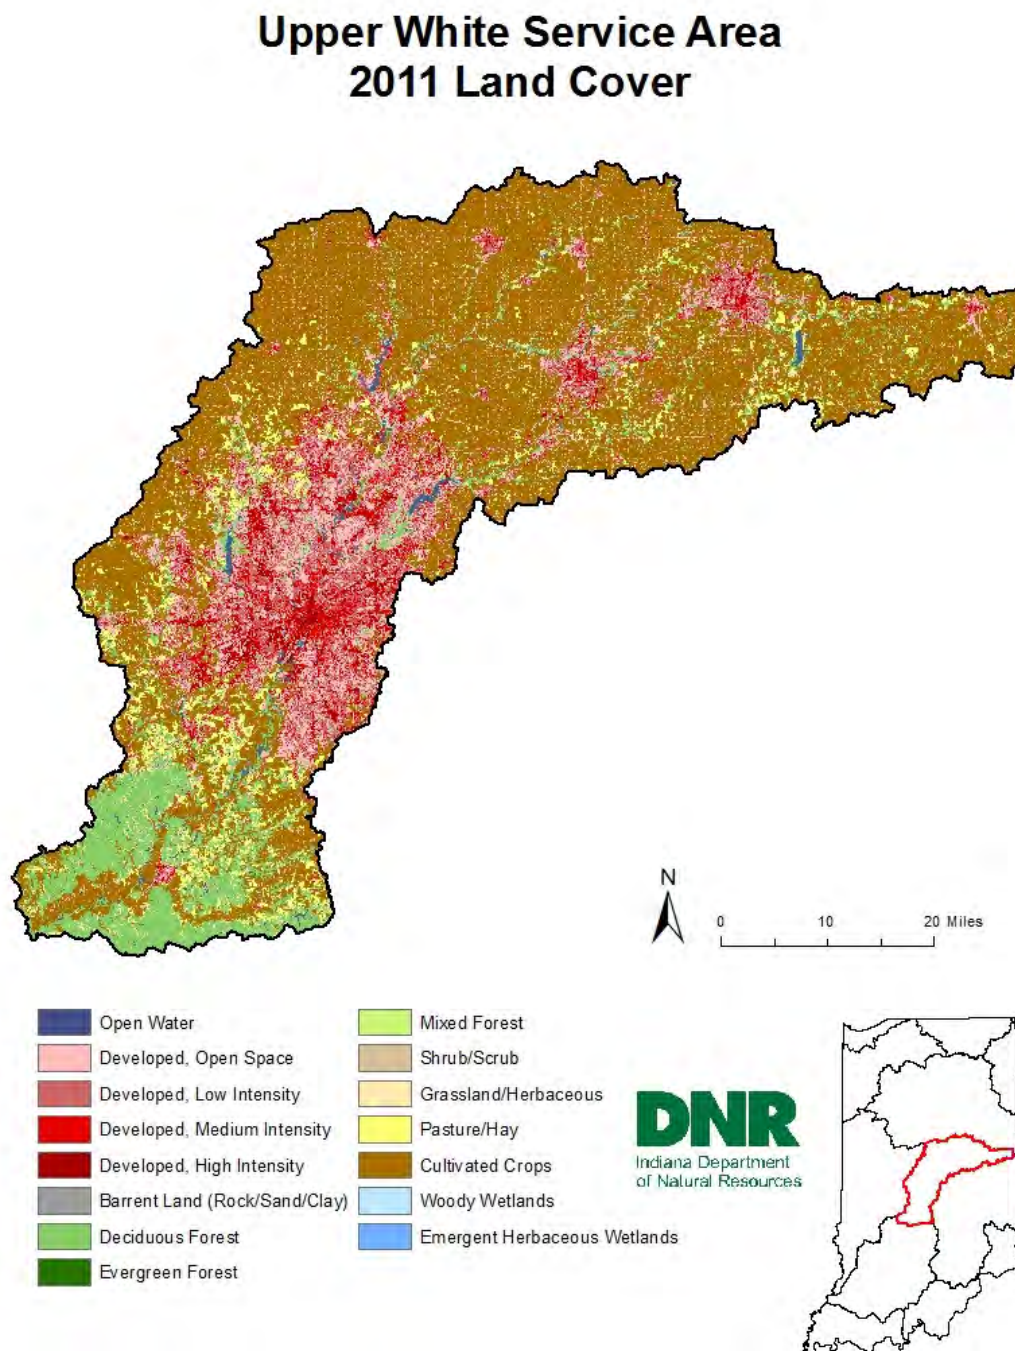 Upper White Service Area
2011 Land Cover
N
0 10 20 Miles
Open Water
Developed, Open Space
Developed, Low Intensity
Developed, Medium Intensity
Developed, High Intensity
Barrent Land (Rock/Sand/Clay)
Deciduous Forest
Evergreen Forest
Mixed Forest
Shrub/Scrub
Grassland/Herbaceous
Pasture/Hay
Cultivated Crops
Woody Wetlands
Emergent Herbaceous Wetlands
DNR
Indiana Department
of Natural Resources